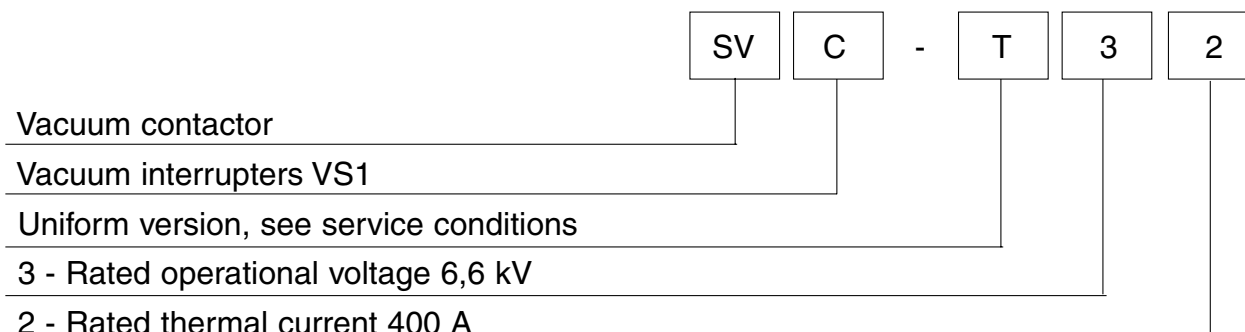 SV C - T 3 2
Vacuum contactor
Vacuum interrupters VS1
Uniform version, see service conditions
3 - Rated operational voltage 6,6 kV
2 - Rated thermal current 400 A